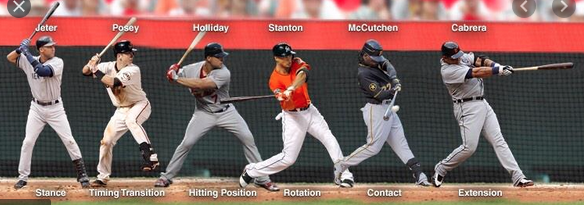 Jeter Posey Holliday Stanton McCutchen Cabrera
Stance Timing Transition Hitting Position Rotation Contact Extension